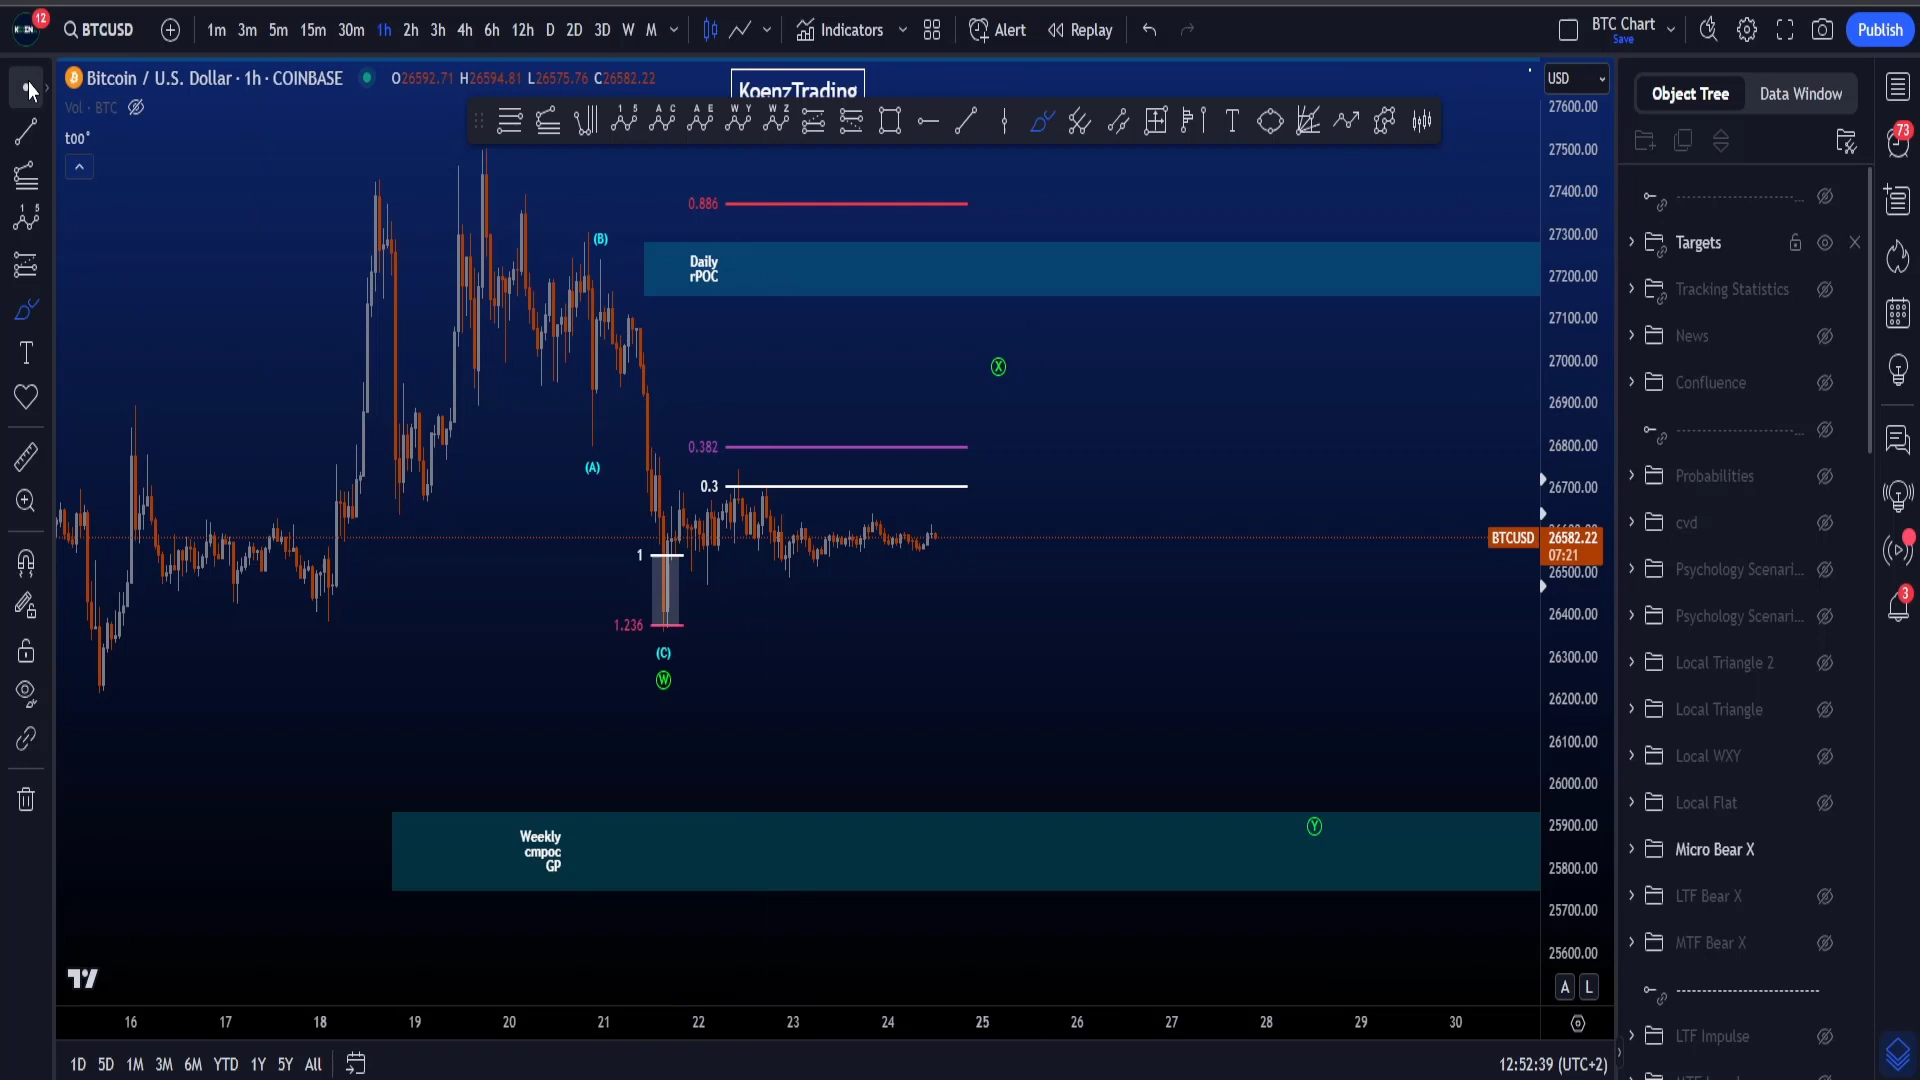 12
BTCUSD
1m 3m 5m 15m 30m 1h 2h 3h 4h 6h 12h D 2D 3D W M
Indicators
Alert
Replay
BTC Chart
Save
Publish
Bitcoin / U.S. Dollar · 1h · COINBASE
O26592.71 H26594.81 L26575.76 C26582.22
Vol · BTC
KoenzTrading
USD
Object Tree
Data Window
0.886
(B)
Daily
rPOC
X
0.382
(A)
0.3
1
1.236
(C)
W
Weekly
cmpoc
GP
Y
27600.00
27500.00
27400.00
27300.00
27200.00
27100.00
27000.00
26900.00
26800.00
26700.00
BTCUSD
26582.22
07:21
26500.00
26400.00
26300.00
26200.00
26100.00
26000.00
25900.00
25800.00
25700.00
25600.00
A L
16 17 18 19 20 21 22 23 24 25 26 27 28 29 30
1D 5D 1M 3M 6M YTD 1Y 5Y All
12:52:39 (UTC+2)
Targets
Tracking Statistics
News
Confluence
Probabilities
cvd
Psychology Scenari...
Psychology Scenari...
Local Triangle 2
Local Triangle
Local WXY
Local Flat
Micro Bear X
LTF Bear X
MTF Bear X
LTF Impulse
73
3